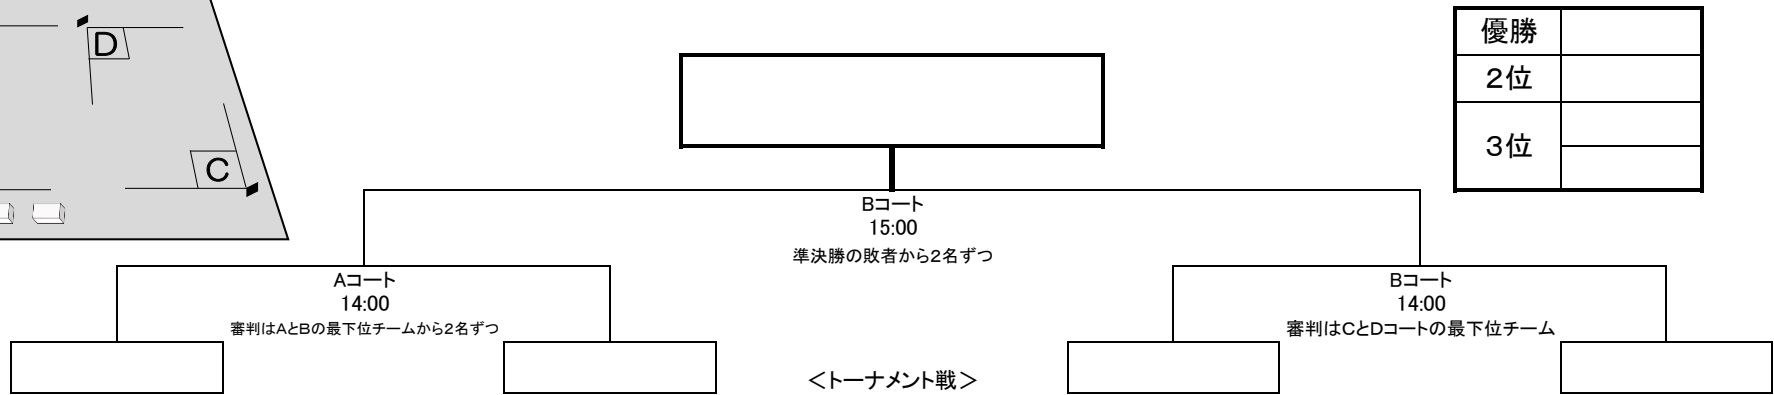 D
C
優勝
2位
3位
Bコート
15:00
準決勝の敗者から2名ずつ
Aコート
14:00
審判はAとBの最下位チームから2名ずつ
Bコート
14:00
審判はCとDコートの最下位チーム
＜トーナメント戦＞